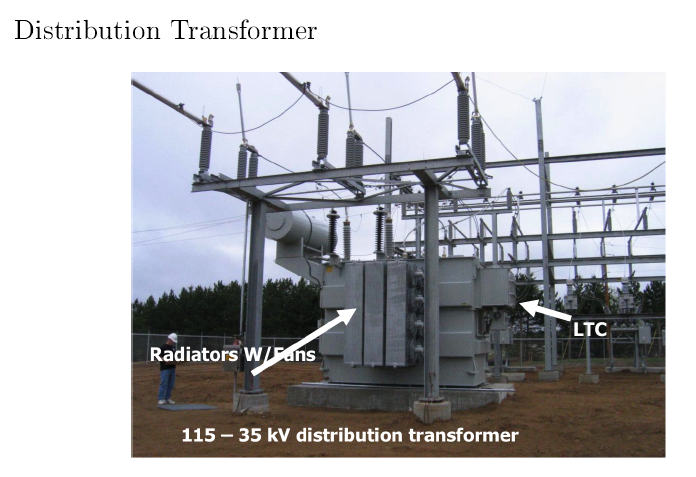 Distribution Transformer
LTC
Radiators W/Fans
115 – 35 kV distribution transformer